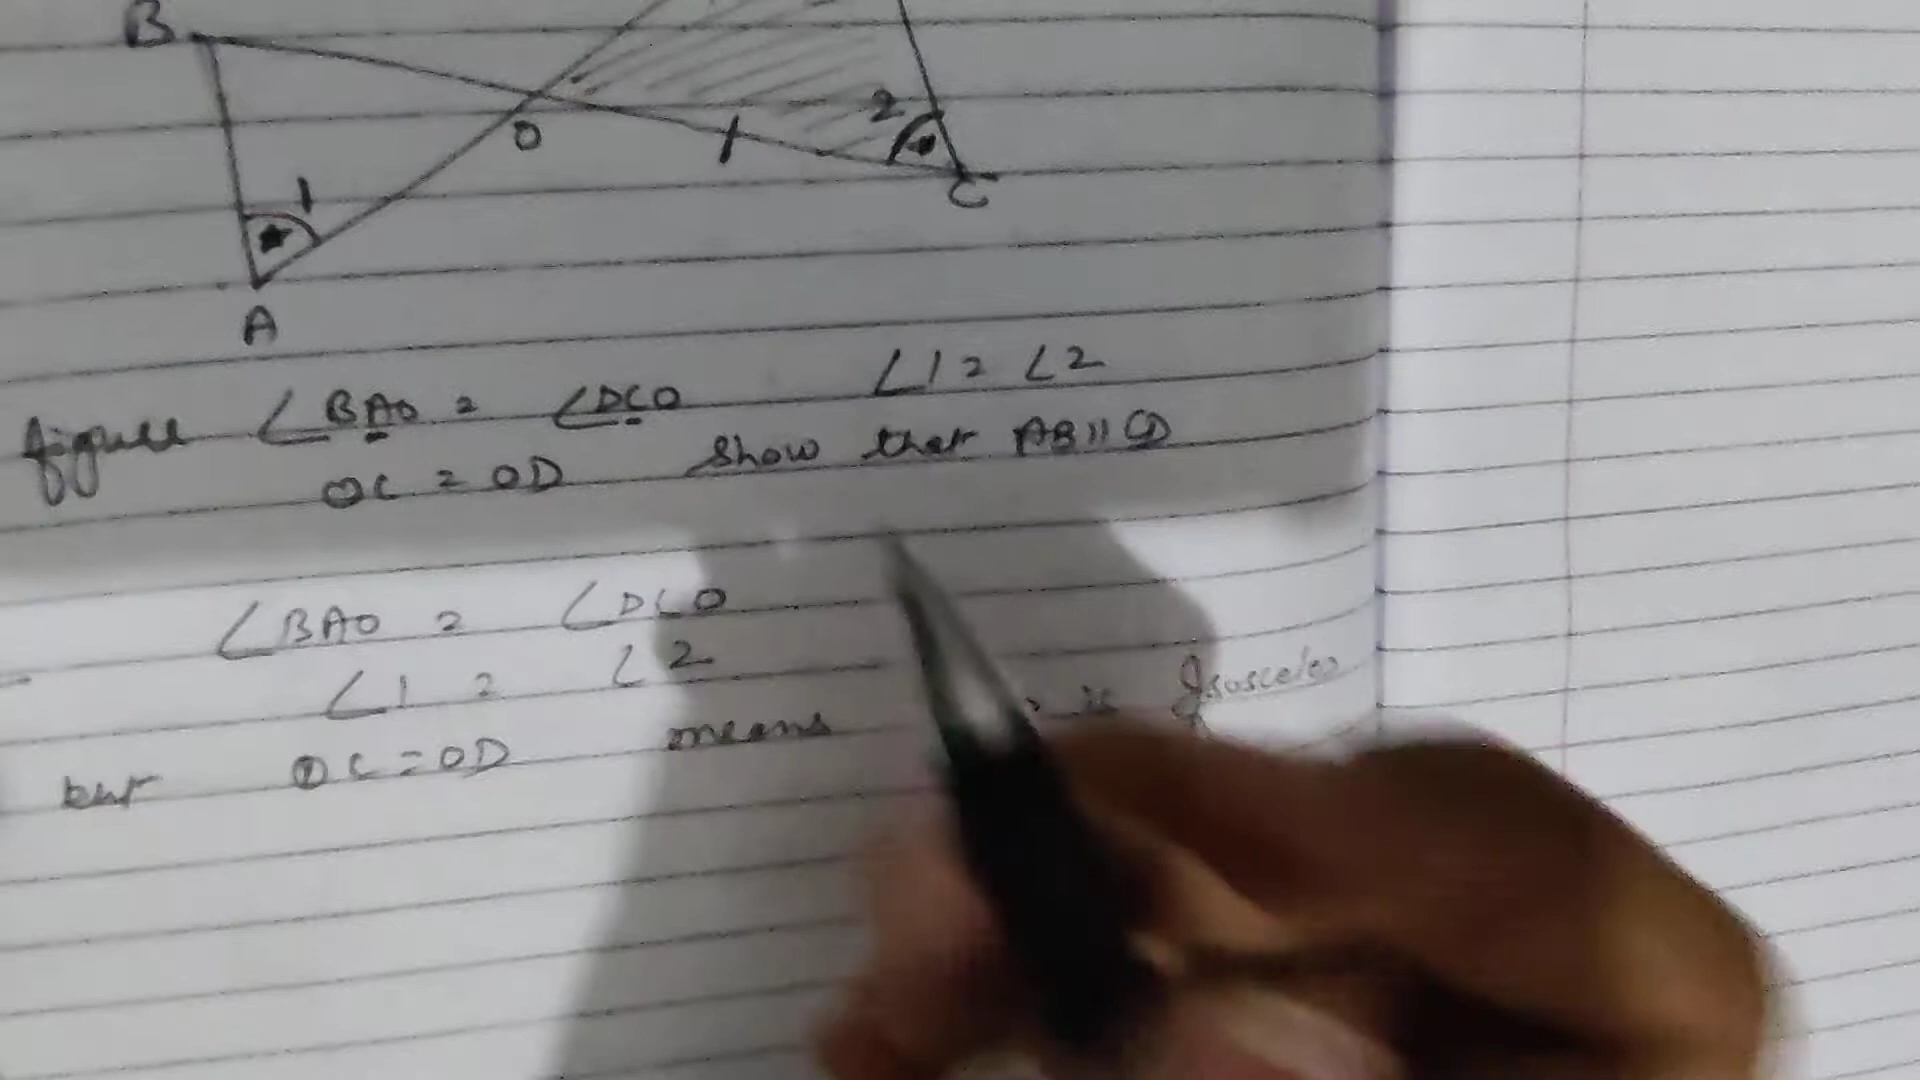 B
O
2
C
1
A
∠1 = ∠2
figure ∠BAO = ∠DCO
OC = OD show that AB || CD
∠BAO = ∠DCO
∠1 = ∠2
but OC = OD means is Isosceles